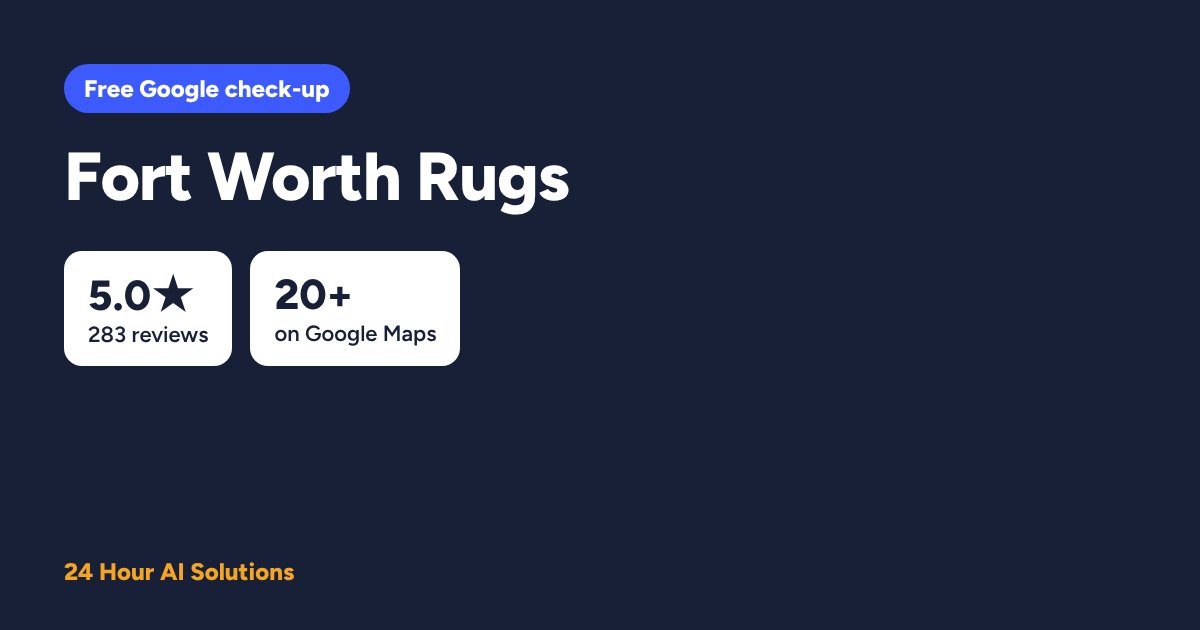 Free Google check-up
Fort Worth Rugs
5.0★
283 reviews
20+
on Google Maps
24 Hour AI Solutions